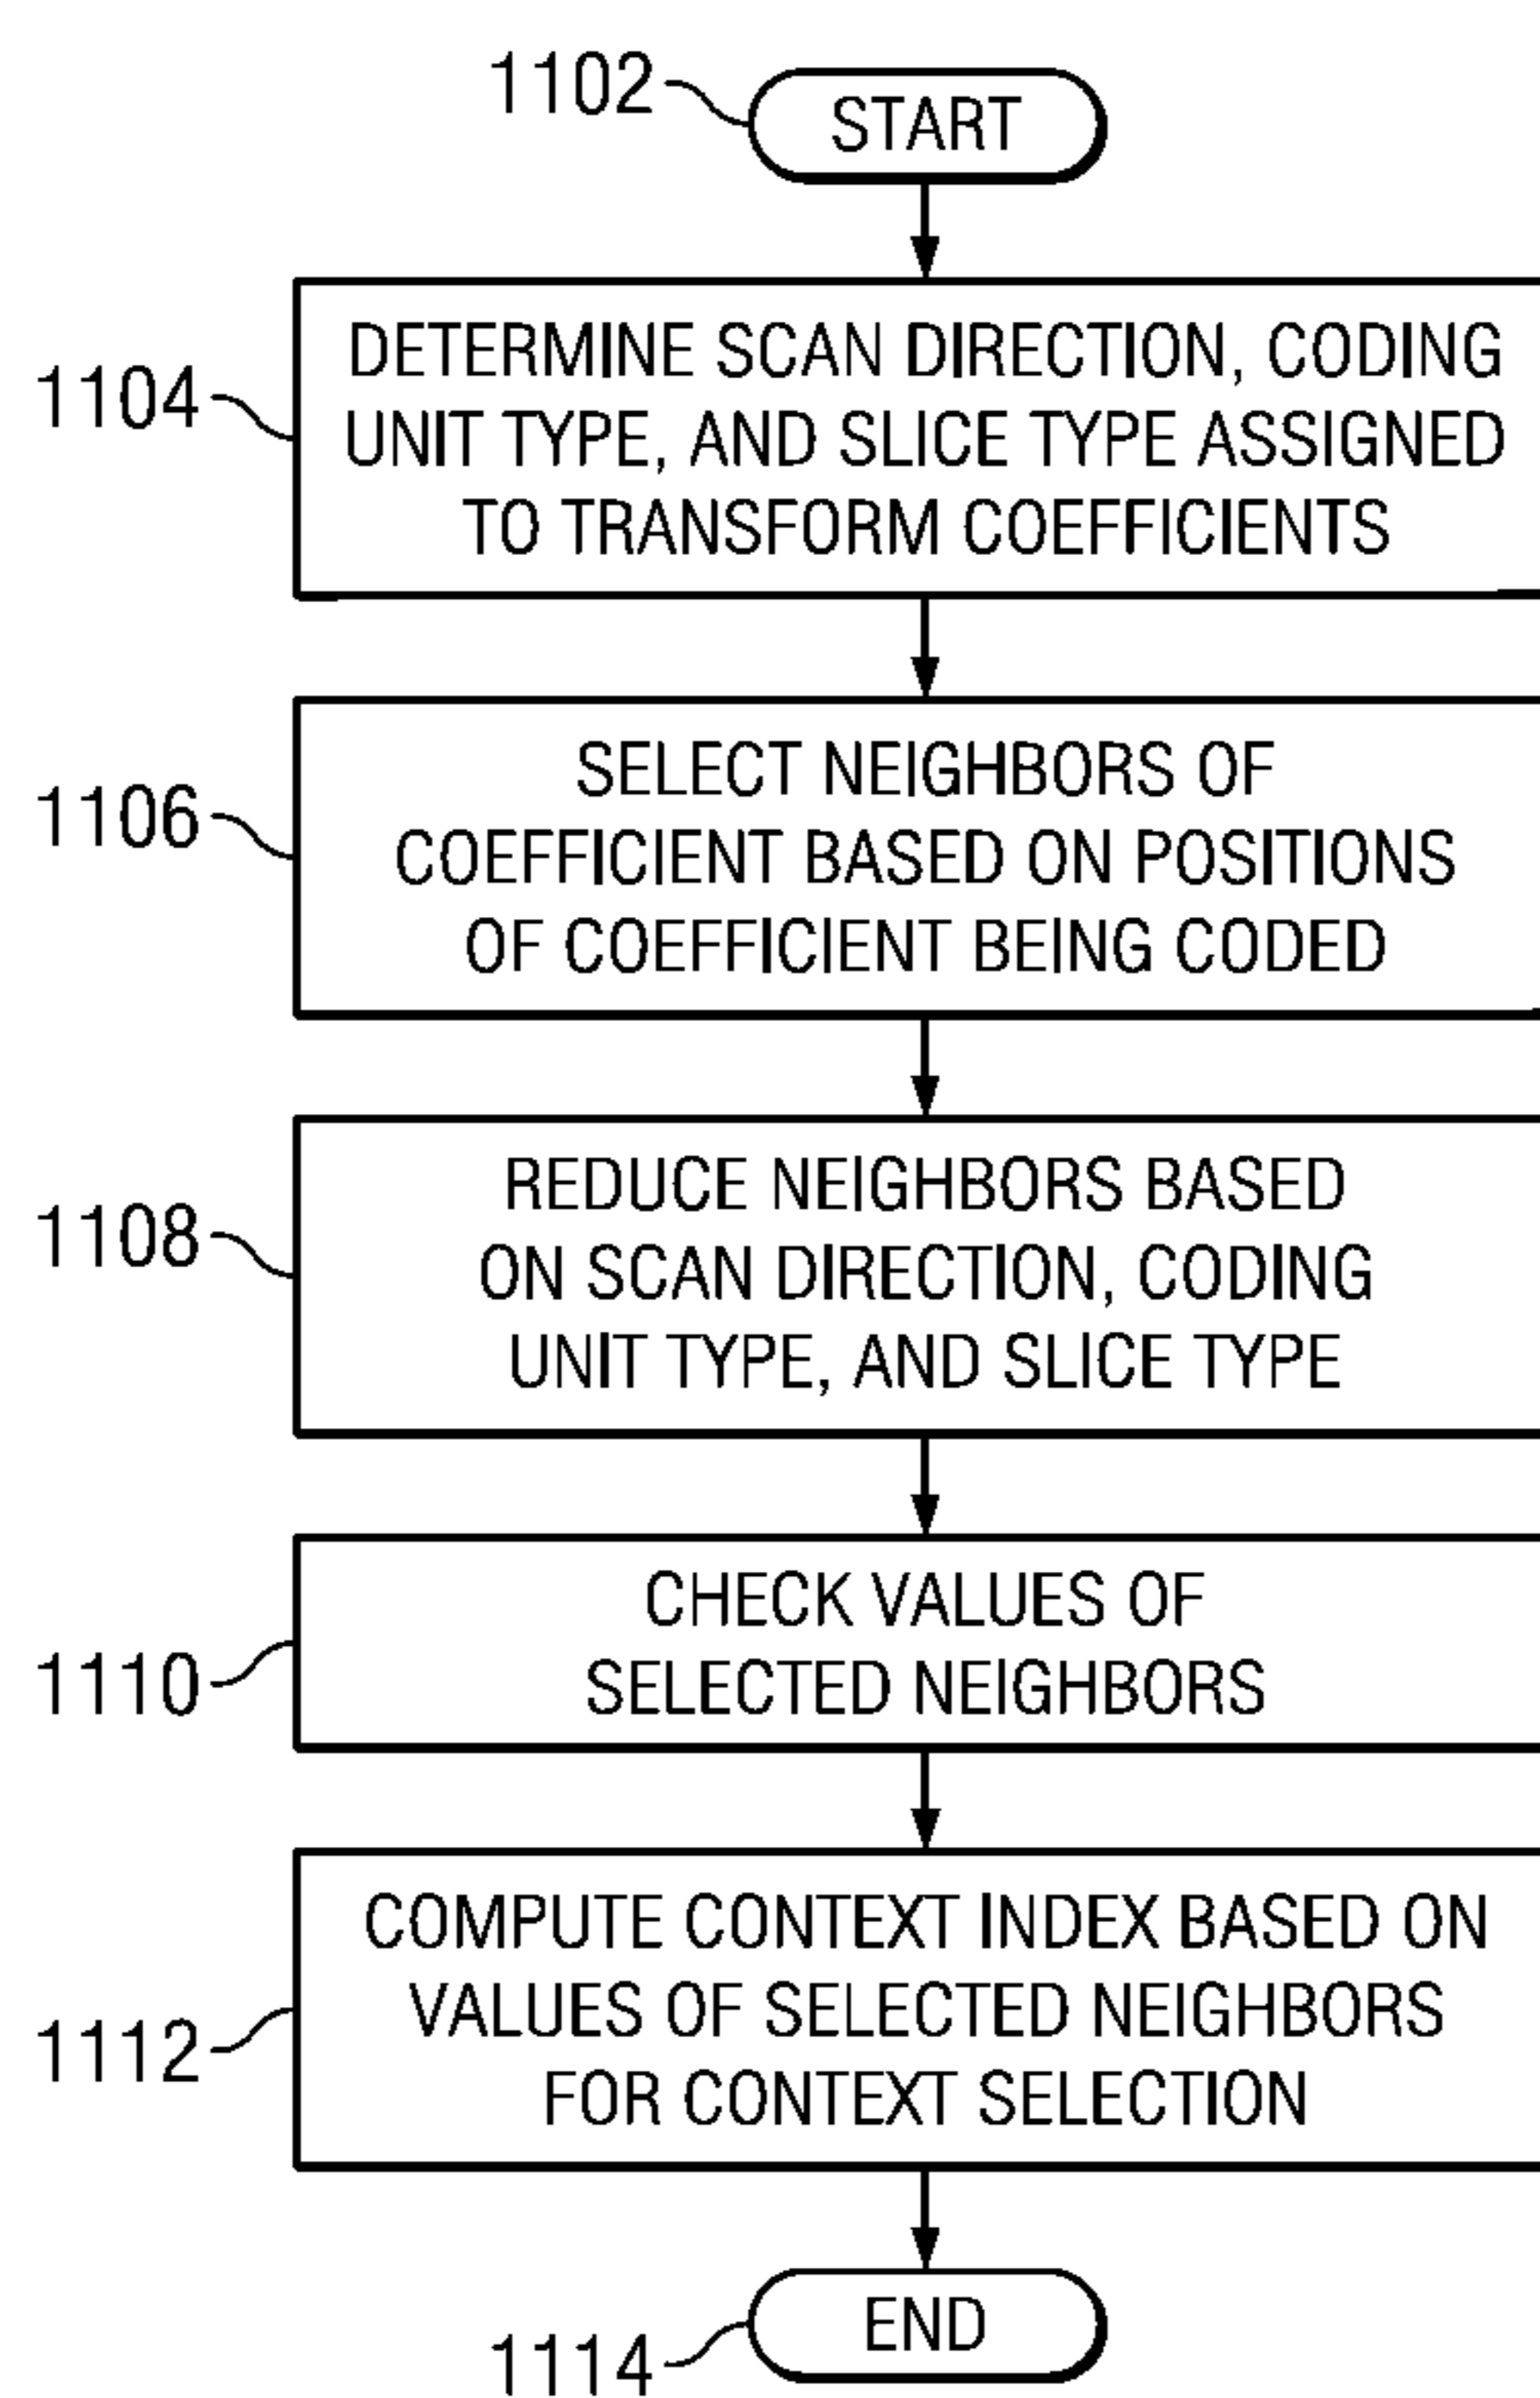 1102
START
1104
DETERMINE SCAN DIRECTION, CODING
UNIT TYPE, AND SLICE TYPE ASSIGNED
TO TRANSFORM COEFFICIENTS
1106
SELECT NEIGHBORS OF
COEFFICIENT BASED ON POSITIONS
OF COEFFICIENT BEING CODED
1108
REDUCE NEIGHBORS BASED
ON SCAN DIRECTION, CODING
UNIT TYPE, AND SLICE TYPE
1110
CHECK VALUES OF
SELECTED NEIGHBORS
1112
COMPUTE CONTEXT INDEX BASED ON
VALUES OF SELECTED NEIGHBORS
FOR CONTEXT SELECTION
1114
END